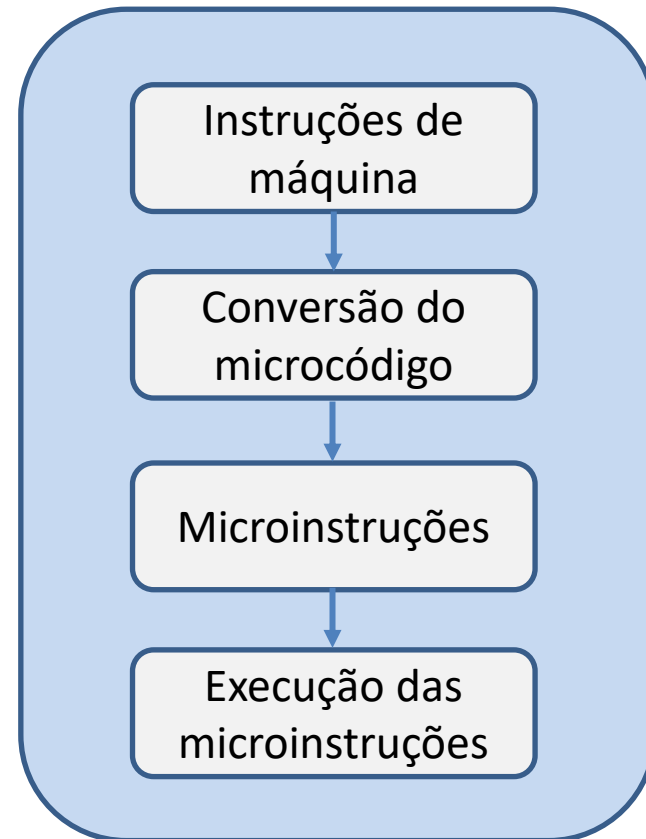 Instruções de
máquina
Conversão do
microcódigo
Microinstruções
Execução das
microinstruções